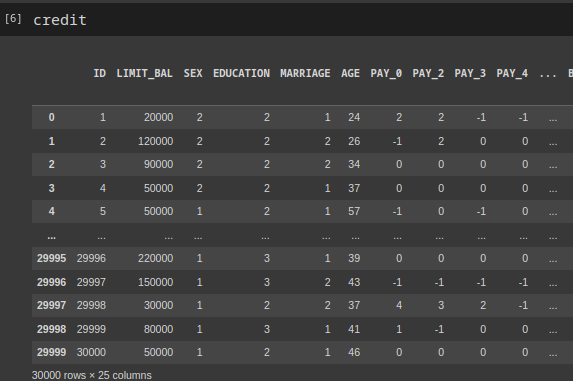 [6] credit
ID LIMIT_BAL SEX EDUCATION MARRIAGE AGE PAY_0 PAY_2 PAY_3 PAY_4 ... B
0 1 20000 2 2 1 24 2 2 -1 -1 ...
1 2 120000 2 2 2 26 -1 2 0 0 ...
2 3 90000 2 2 2 34 0 0 0 0 ...
3 4 50000 2 2 1 37 0 0 0 0 ...
4 5 50000 1 2 1 57 -1 0 -1 0 ...
... ... ... ... ... ... ... ... ... ... ... ...
29995 29996 220000 1 3 1 39 0 0 0 0 ...
29996 29997 150000 1 3 2 43 -1 -1 -1 -1 ...
29997 29998 30000 1 2 2 37 4 3 2 -1 ...
29998 29999 80000 1 3 1 41 1 -1 0 0 ...
29999 30000 50000 1 2 1 46 0 0 0 0 ...
30000 rows × 25 columns